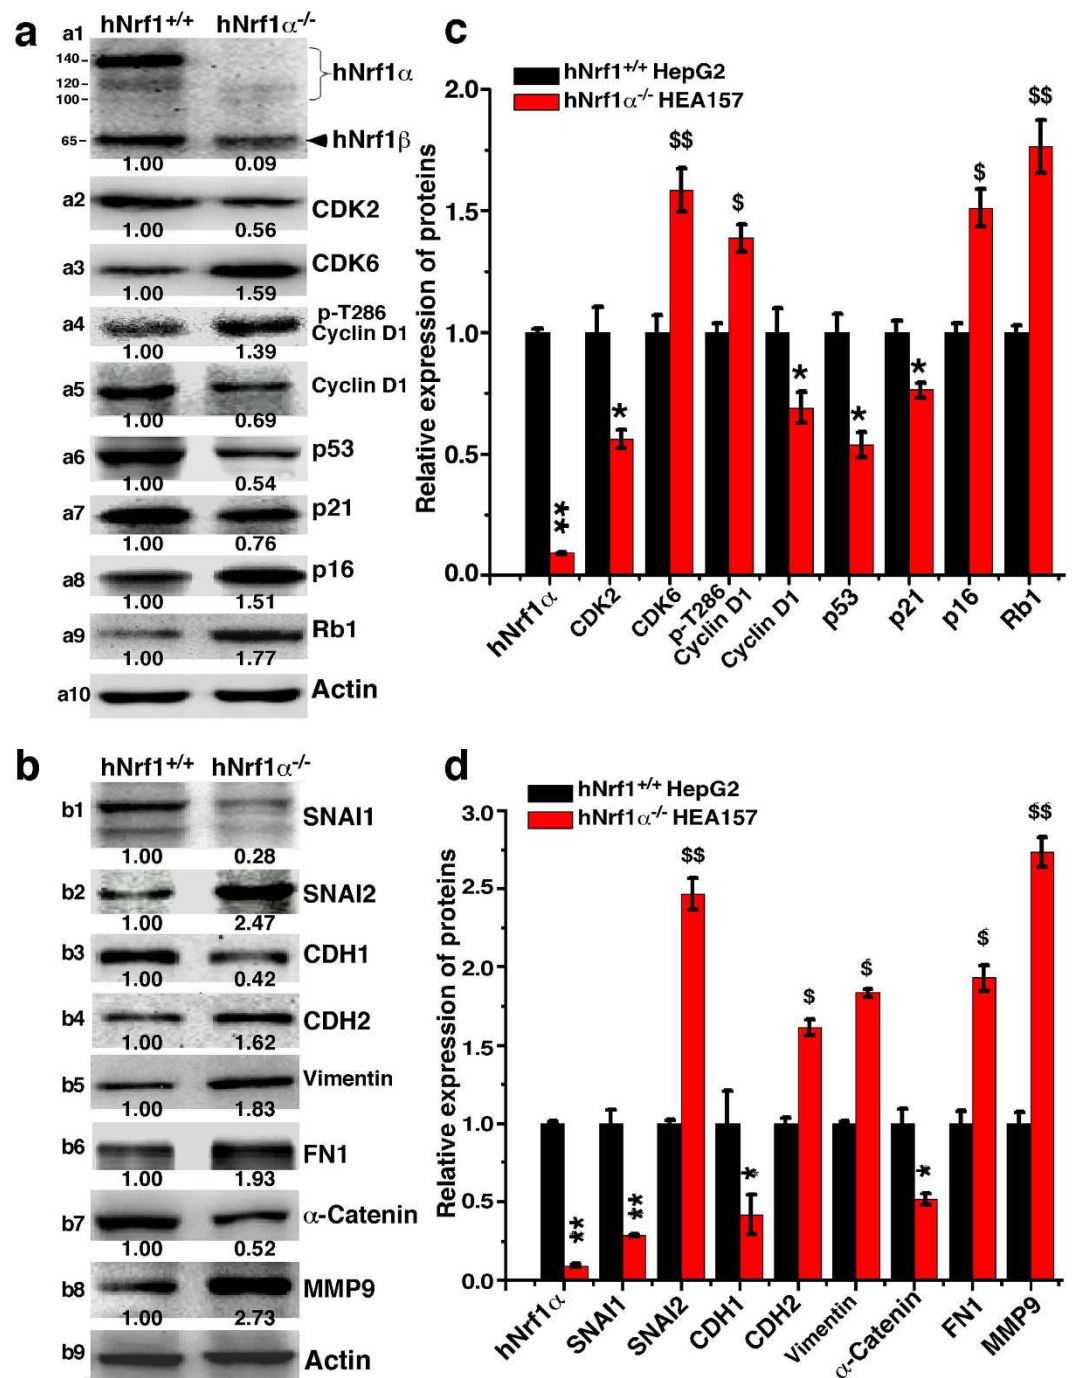 a
hNrf1+/+ hNrf1α-/-
a1
140
120
100
65
hNrf1α
hNrf1β
1.00 0.09
a2 CDK2
1.00 0.56
a3 CDK6
1.00 1.59
a4 p-T286
Cyclin D1
1.00 1.39
a5 Cyclin D1
1.00 0.69
a6 p53
1.00 0.54
a7 p21
1.00 0.76
a8 p16
1.00 1.51
a9 Rb1
1.00 1.77
a10 Actin
c
hNrf1+/+ HepG2
hNrf1α-/- HEA157
Relative expression of proteins
2.0
1.5
1.0
0.5
0.0
** * $$ $ * * * $ $$
hNrf1α CDK2 CDK6 p-T286 Cyclin D1 p53 p21 p16 Rb1
Cyclin D1
b
hNrf1+/+ hNrf1α-/-
b1 SNAI1
1.00 0.28
b2 SNAI2
1.00 2.47
b3 CDH1
1.00 0.42
b4 CDH2
1.00 1.62
b5 Vimentin
1.00 1.83
b6 FN1
1.00 1.93
b7 α-Catenin
1.00 0.52
b8 MMP9
1.00 2.73
b9 Actin
d
hNrf1+/+ HepG2
hNrf1α-/- HEA157
Relative expression of proteins
3.0
2.5
2.0
1.5
1.0
0.5
0.0
** ** $$ * $ $ * $ $$
hNrf1α SNAI1 SNAI2 CDH1 CDH2 Vimentin α-Catenin FN1 MMP9